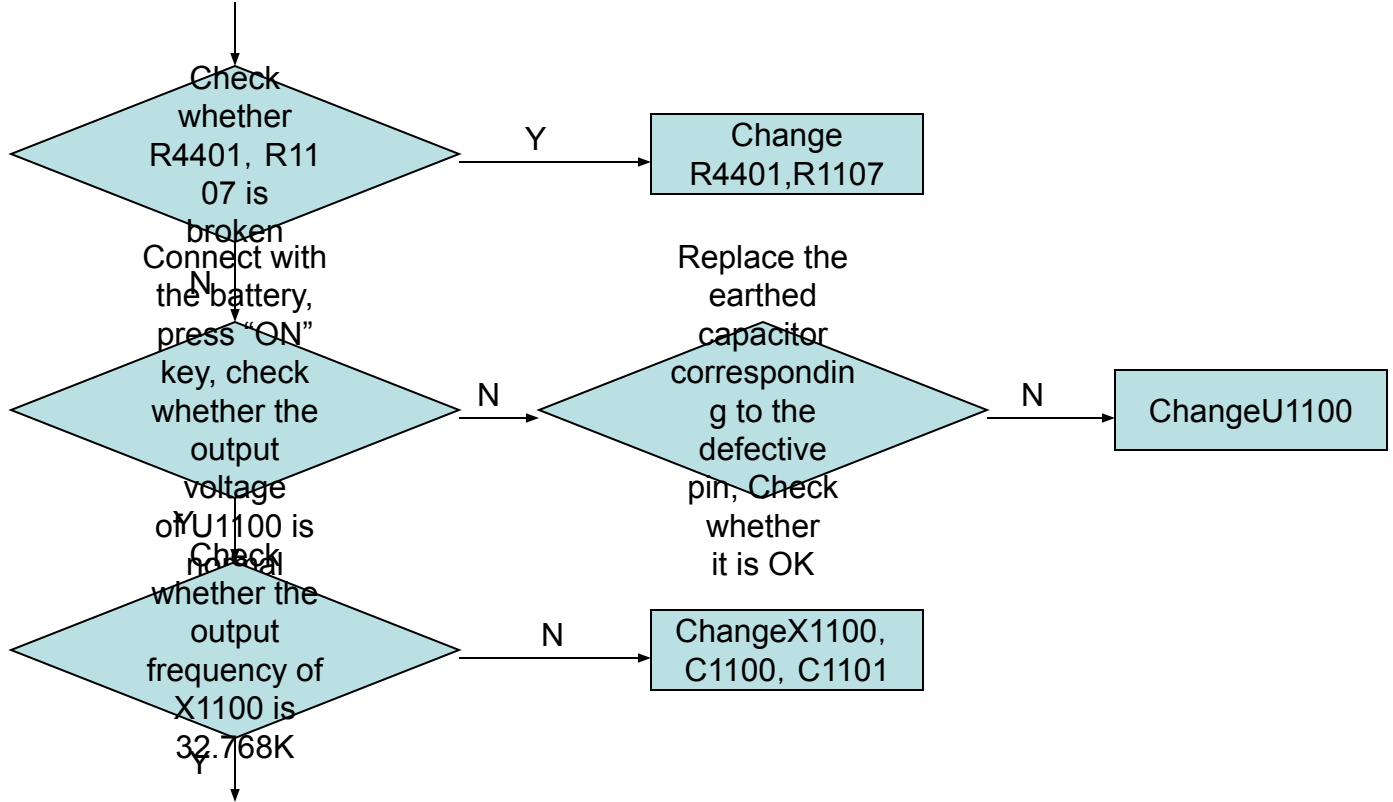 Check
whether
R4401, R11
07 is
broken
Y
Change
R4401,R1107
N
Connect with
the battery,
press “ON”
key, check
whether the
output
voltage
of U1100 is
normal
N
Replace the
earthed
capacitor
correspondin
g to the
defective
pin, Check
whether
it is OK
N
ChangeU1100
Y
Check
whether the
output
frequency of
X1100 is
32.768K
N
ChangeX1100,
C1100, C1101
Y